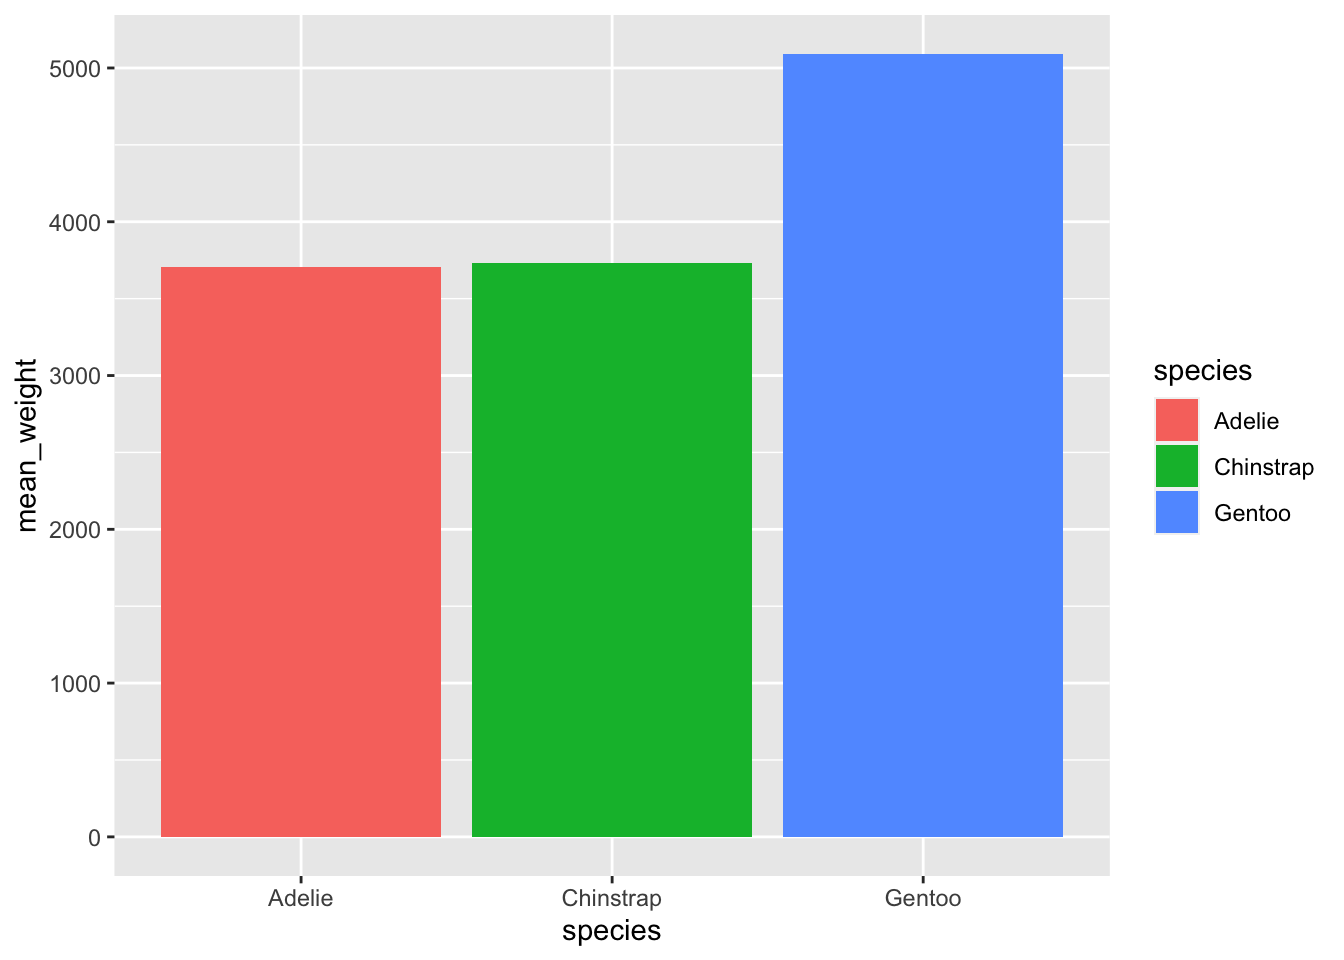 mean_weight
5000
4000
3000
2000
1000
0
Adelie
Chinstrap
Gentoo
species
species
Adelie
Chinstrap
Gentoo